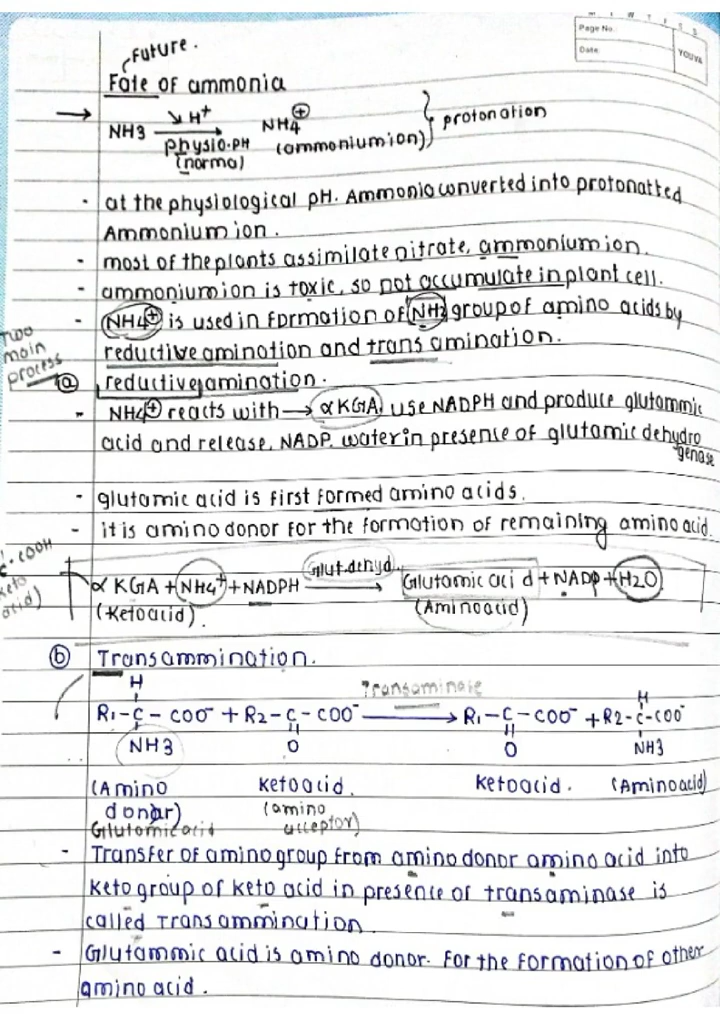 Page No.
Date
YOUVA
Future.
Fate of ammonia
→ NH3 ↘H+ → NH4⊕ } protonation
physio.PH (ammonium ion)
(normal)
- at the physiological pH. Ammonia converted into protonatted
Ammonium ion.
- most of the plants assimilate nitrate, ammonium ion.
- ammonium ion is toxic, so not accumulate in plant cell.
- NH4⊕ is used in formation of NH2 group of amino acids by
reductive amination and trans amination.
Two main process
ⓐ reductive amination.
- NH4⊕ reacts with → αKGA, use NADPH and produce glutammic
acid and release, NADP, water in presence of glutamic dehydro
genase
- glutamic acid is first formed amino acids.
- it is amino donor for the formation of remaining amino acid.
C-COOH
keto acid)
α KGA + NH4+ + NADPH Glut.dehyd. → Glutamic acid + NADP + H2O
(Ketoacid). (Aminoacid)
ⓑ Transammination.
H Transaminase H
R1-C-COO- + R2-C-COO- → R1-C-COO- + R2-C-COO-
NH3 O O NH3
(Amino donar) ketoacid. ketoacid. (Aminoacid)
Glutomic acid (amino acceptor)
- Transfer of amino group from amino donor amino acid into
keto group of keto acid in presence of transaminase is
called Transammination.
- Glutammic acid is amino donor. For the formation of other
amino acid.